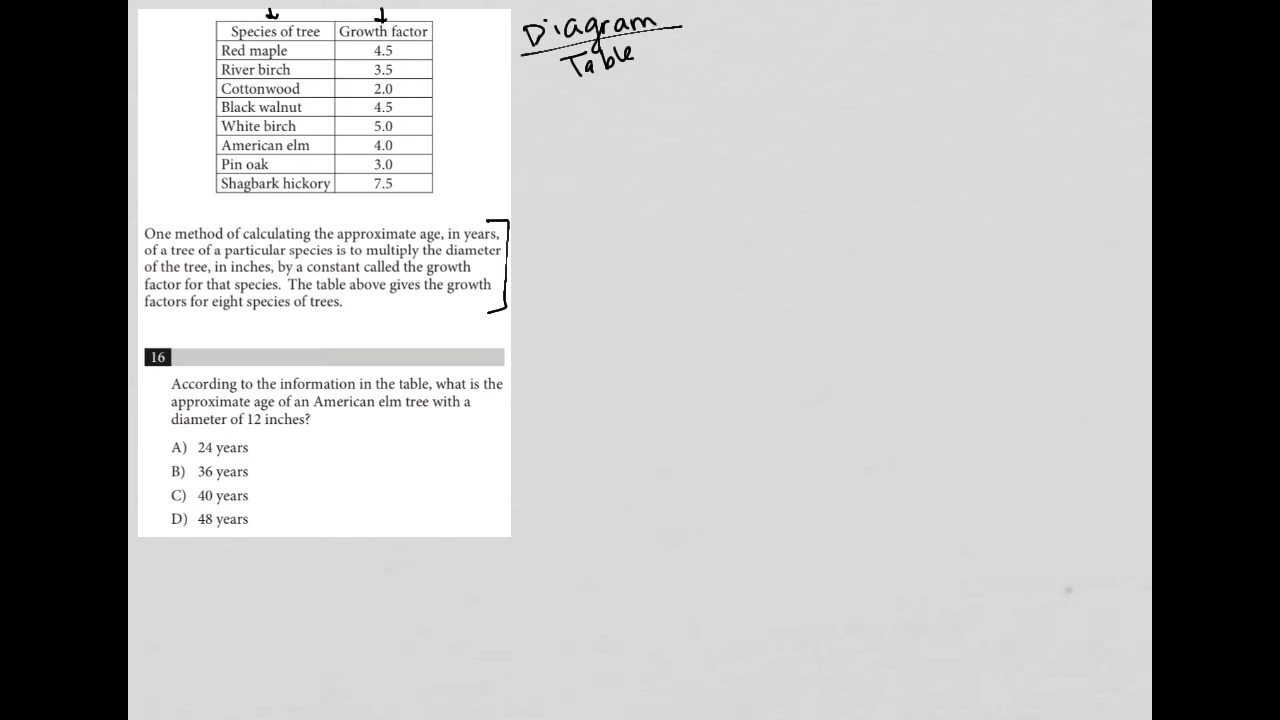 Diagram
Table
Species of tree Growth factor
Red maple 4.5
River birch 3.5
Cottonwood 2.0
Black walnut 4.5
White birch 5.0
American elm 4.0
Pin oak 3.0
Shagbark hickory 7.5
One method of calculating the approximate age, in years,
of a tree of a particular species is to multiply the diameter
of the tree, in inches, by a constant called the growth
factor for that species. The table above gives the growth
factors for eight species of trees.
16
According to the information in the table, what is the
approximate age of an American elm tree with a
diameter of 12 inches?
A) 24 years
B) 36 years
C) 40 years
D) 48 years